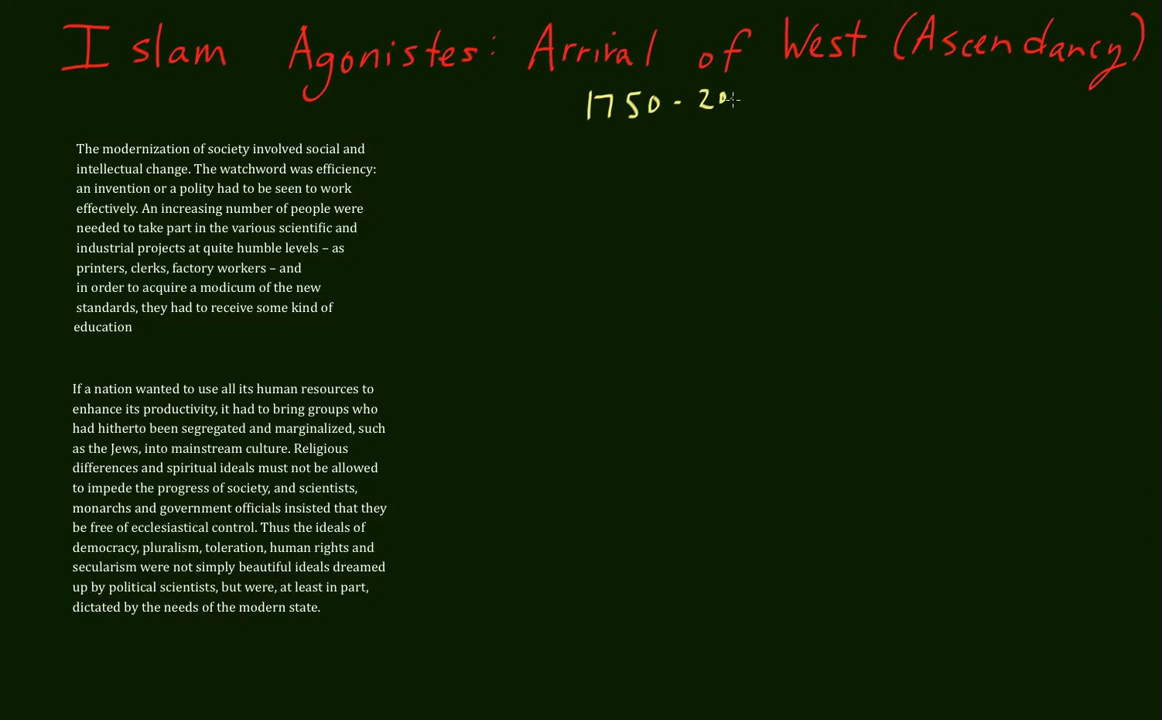 Islam Agonistes: Arrival of West (Ascendancy)
1750 - 20
The modernization of society involved social and
intellectual change. The watchword was efficiency:
an invention or a polity had to be seen to work
effectively. An increasing number of people were
needed to take part in the various scientific and
industrial projects at quite humble levels – as
printers, clerks, factory workers – and
in order to acquire a modicum of the new
standards, they had to receive some kind of
education
If a nation wanted to use all its human resources to
enhance its productivity, it had to bring groups who
had hitherto been segregated and marginalized, such
as the Jews, into mainstream culture. Religious
differences and spiritual ideals must not be allowed
to impede the progress of society, and scientists,
monarchs and government officials insisted that they
be free of ecclesiastical control. Thus the ideals of
democracy, pluralism, toleration, human rights and
secularism were not simply beautiful ideals dreamed
up by political scientists, but were, at least in part,
dictated by the needs of the modern state.